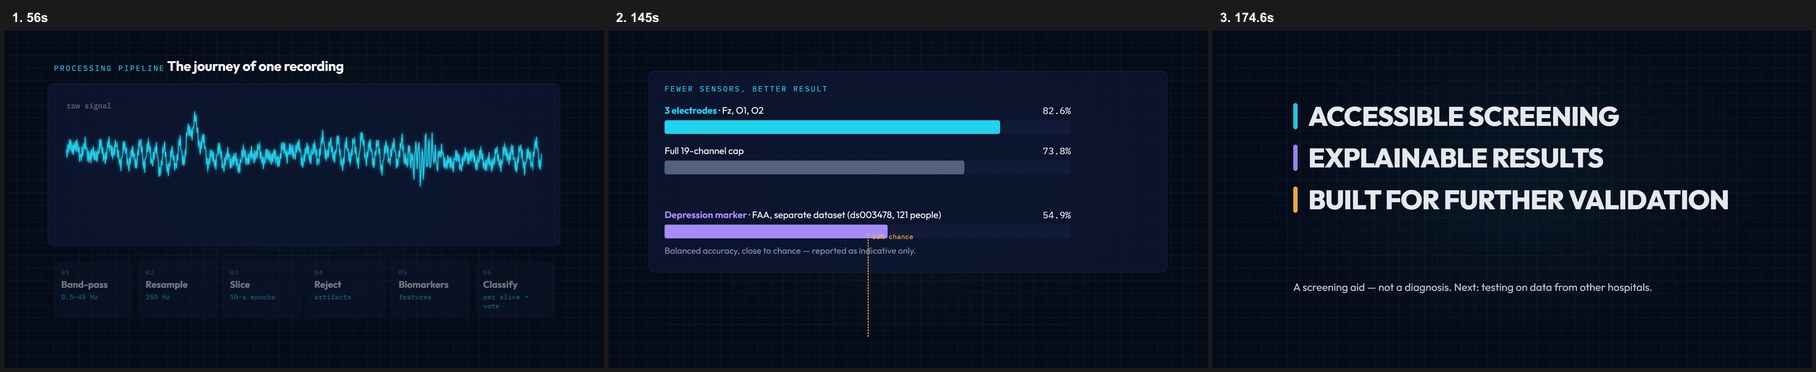 1. 56s
PROCESSING PIPELINE The journey of one recording
raw signal
01
Band-pass
0.5–45 Hz
02
Resample
250 Hz
03
Slice
10-s epochs
04
Reject
artifacts
05
Biomarkers
features
06
Classify
per slice +
vote
2. 145s
FEWER SENSORS, BETTER RESULT
3 electrodes · Fz, O1, O2 82.6%
Full 19-channel cap 73.8%
Depression marker · FAA, separate dataset (ds003478, 121 people) 54.9%
chance
Balanced accuracy, close to chance — reported as indicative only.
3. 174.6s
ACCESSIBLE SCREENING
EXPLAINABLE RESULTS
BUILT FOR FURTHER VALIDATION
A screening aid — not a diagnosis. Next: testing on data from other hospitals.